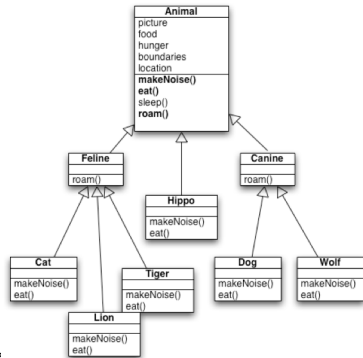 Animal
picture
food
hunger
boundaries
location
makeNoise()
eat()
sleep()
roam()
Feline
roam()
Canine
roam()
Hippo
makeNoise()
eat()
Cat
makeNoise()
eat()
Tiger
makeNoise()
eat()
Lion
makeNoise()
eat()
Dog
makeNoise()
eat()
Wolf
makeNoise()
eat()